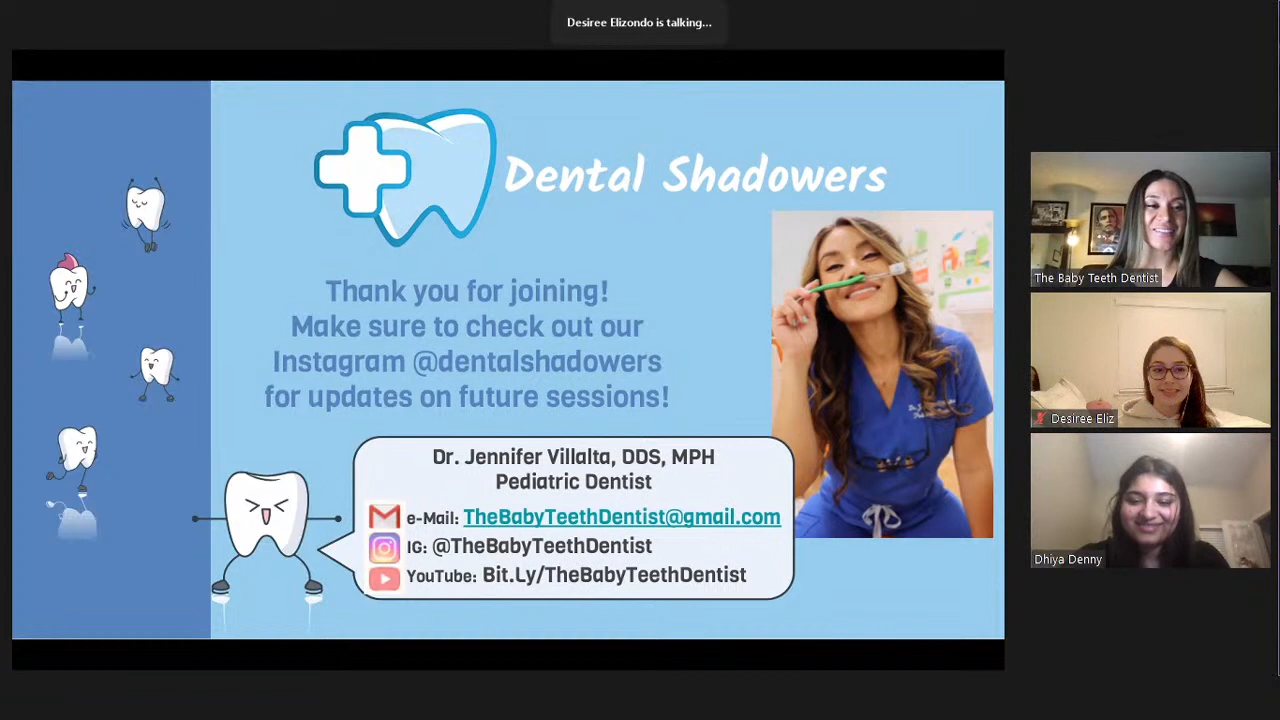 Desiree Elizondo is talking...
Dental Shadowers
Thank you for joining!
Make sure to check out our
Instagram @dentalshadowers
for updates on future sessions!
Dr. Jennifer Villalta, DDS, MPH
Pediatric Dentist
e-Mail: TheBabyTeethDentist@gmail.com
IG: @TheBabyTeethDentist
YouTube: Bit.Ly/TheBabyTeethDentist
The Baby Teeth Dentist
Desiree Eliz
Dhiya Denny